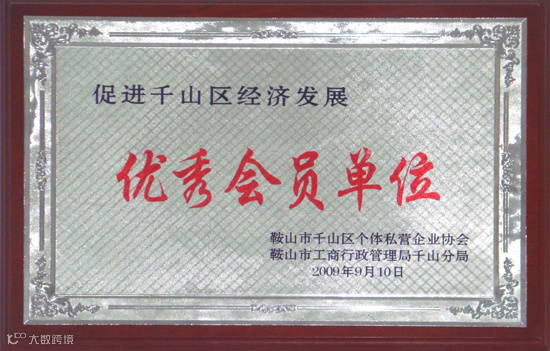 促进千山区经济发展
优秀会员单位
鞍山市千山区个体私营企业协会
鞍山市工商行政管理局千山分局
2009年9月10日
大数跨境